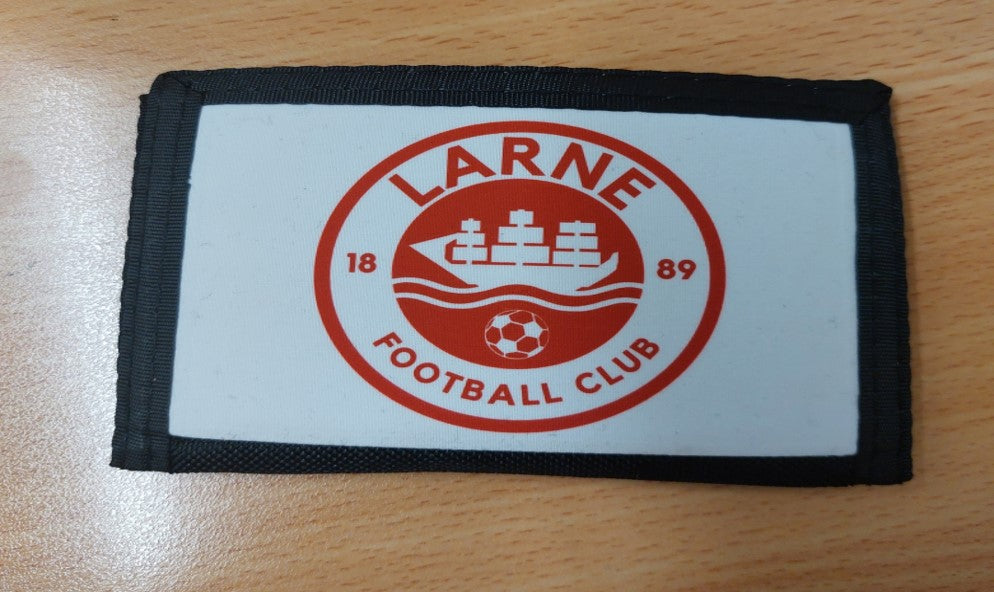 LARNE
18 89
FOOTBALL CLUB